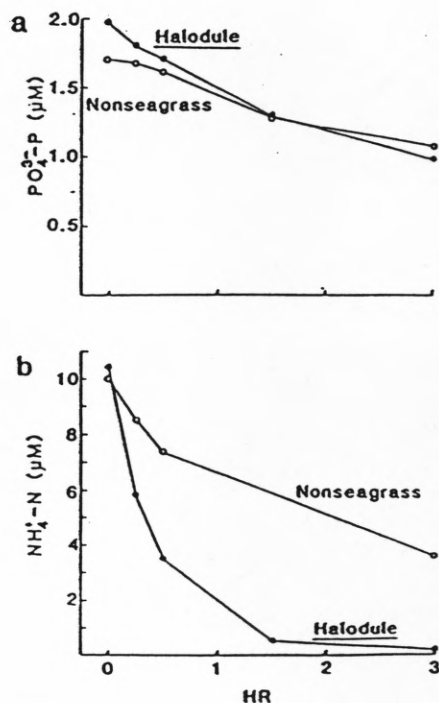 a
2.0
1.5
1.0
0.5
PO₄³⁻-P (μM)
Halodule
Nonseagrass
b
10
8
6
4
2
NH₄⁺-N (μM)
Nonseagrass
Halodule
0
1
2
3
HR